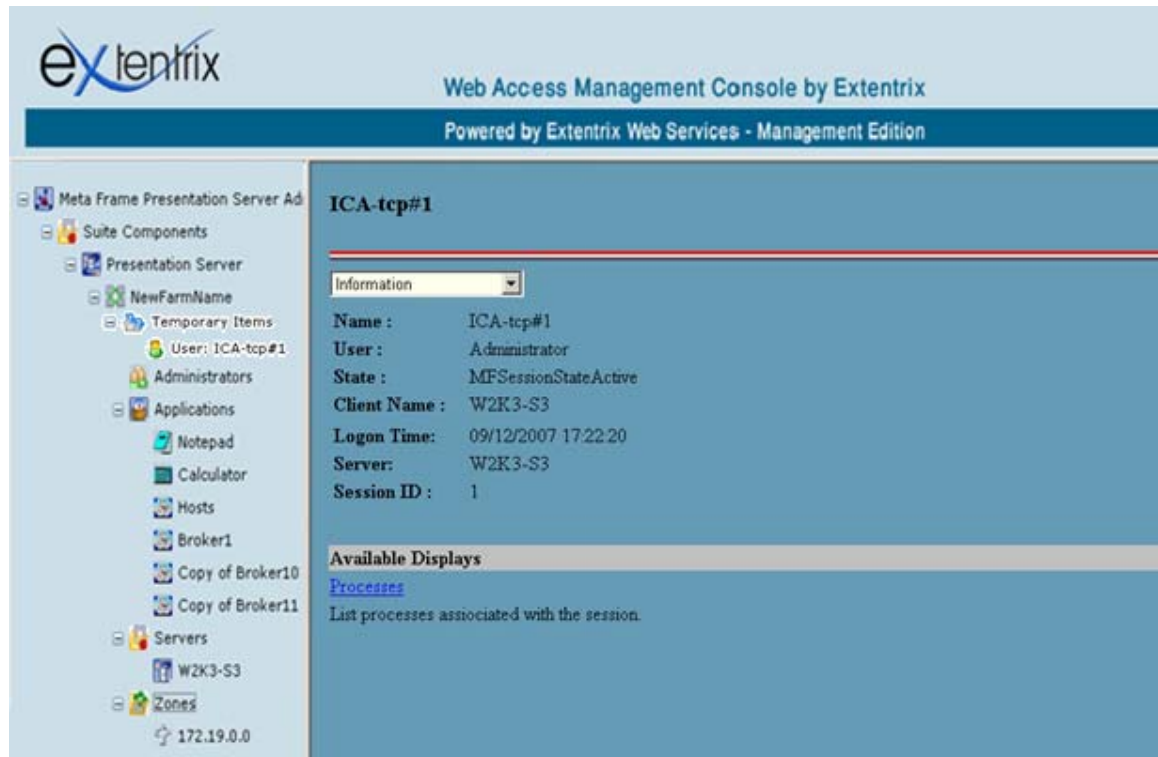 extentrix
Web Access Management Console by Extentrix
Powered by Extentrix Web Services - Management Edition
Meta Frame Presentation Server Ad
Suite Components
Presentation Server
NewFarmName
Temporary Items
User: ICA-tcp#1
Administrators
Applications
Notepad
Calculator
Hosts
Broker1
Copy of Broker10
Copy of Broker11
Servers
W2K3-S3
Zones
172.19.0.0
ICA-tcp#1
Information
Name : ICA-tcp#1
User : Administrator
State : MFSessionStateActive
Client Name : W2K3-S3
Logon Time: 09/12/2007 17:22:20
Server: W2K3-S3
Session ID : 1
Available Displays
Processes
List processes assiociated with the session.